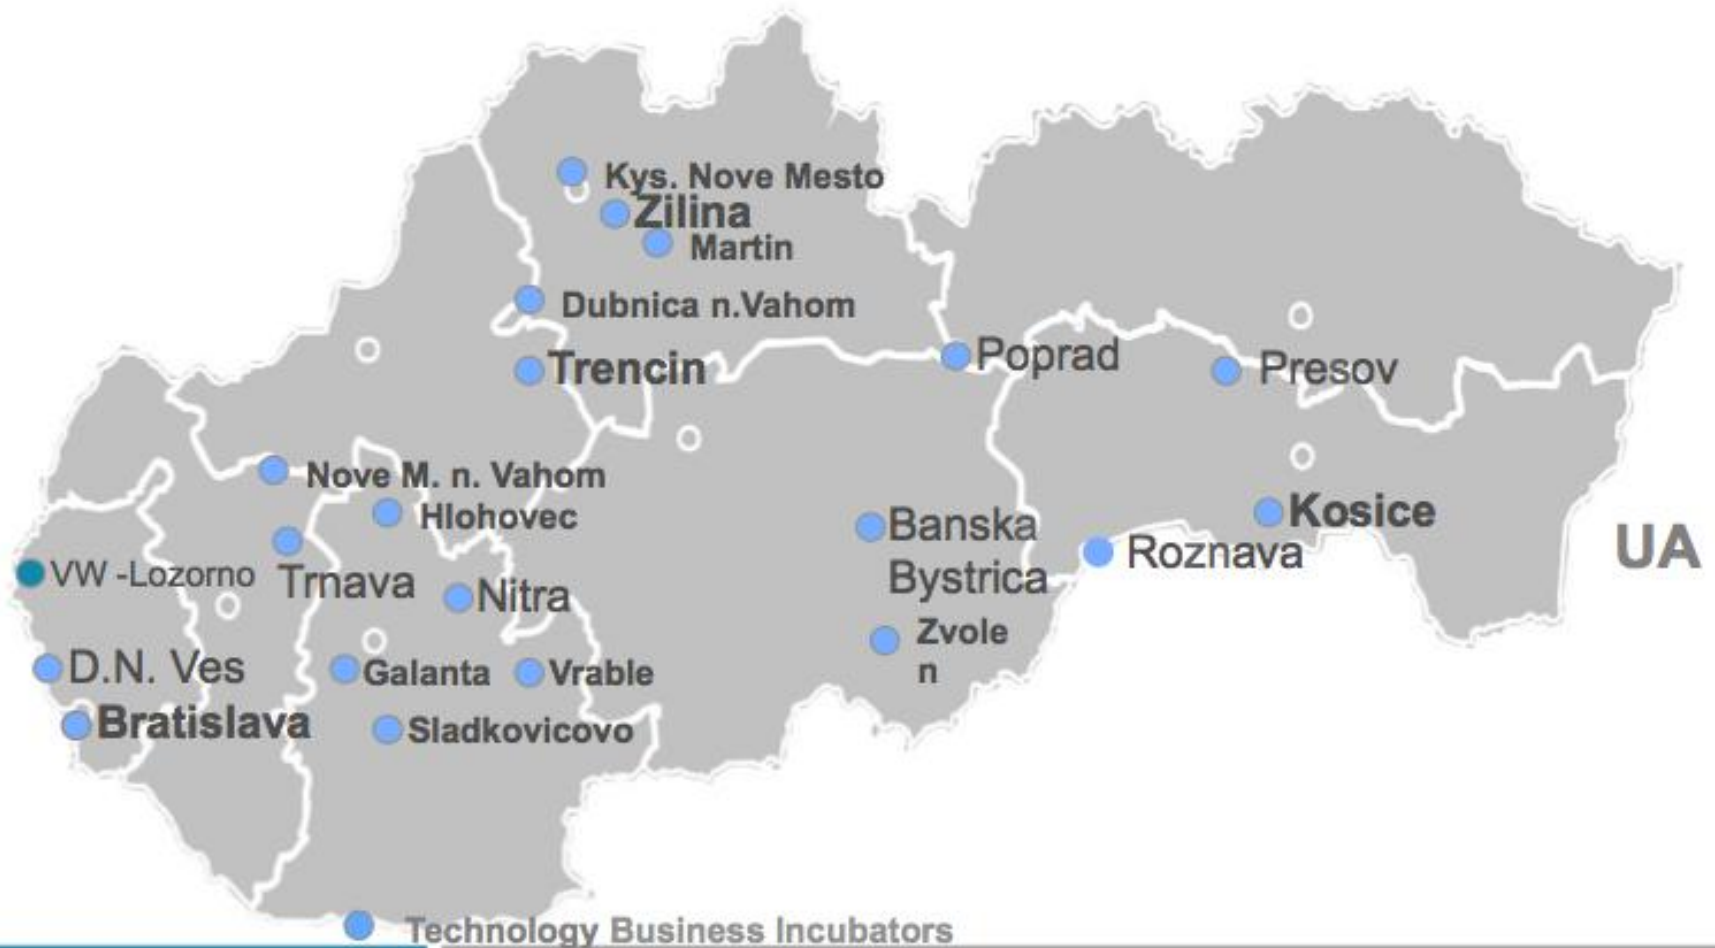 Kys. Nove Mesto
Zilina
Martin
Dubnica n.Vahom
Trencin
Poprad
Presov
Nove M. n. Vahom
Hlohovec
Kosice
Banska
Bystrica
Roznava
UA
VW -Lozorno
Trnava
Nitra
Zvole
n
D.N. Ves
Galanta
Vrable
Bratislava
Sladkovicovo
Technology Business Incubators